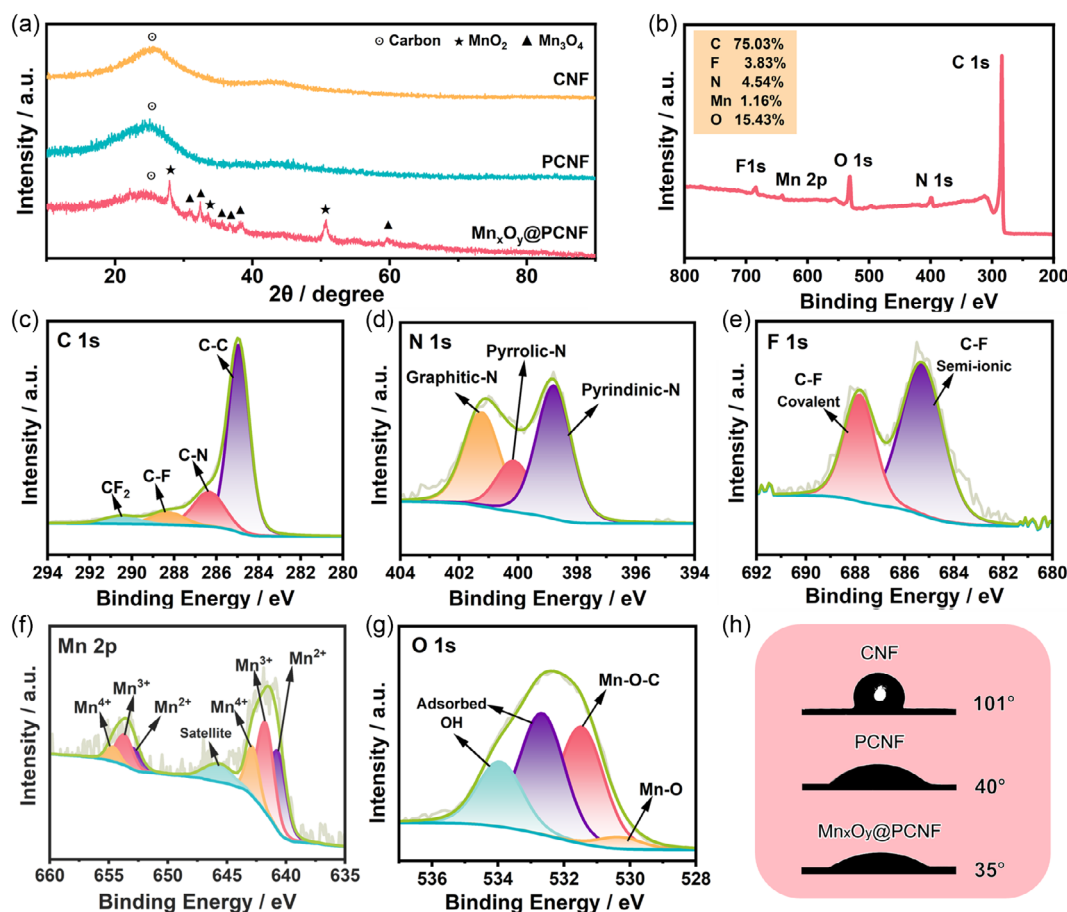 (a)
⊙ Carbon ★ MnO₂ ▲ Mn₃O₄
CNF
PCNF
MnₓOᵧ@PCNF
Intensity / a.u.
20 40 60 80
2θ / degree
(b)
C 75.03%
F 3.83%
N 4.54%
Mn 1.16%
O 15.43%
C 1s
F1s
Mn 2p
O 1s
N 1s
Intensity / a.u.
800 700 600 500 400 300 200
Binding Energy / eV
(c)
C 1s
C-C
C-N
C-F
CF₂
Intensity / a.u.
294 292 290 288 286 284 282 280
Binding Energy / eV
(d)
N 1s
Pyrrolic-N
Graphitic-N
Pyrindinic-N
Intensity / a.u.
404 402 400 398 396 394
Binding Energy / eV
(e)
F 1s
C-F
Semi-ionic
C-F
Covalent
Intensity / a.u.
692 690 688 686 684 682 680
Binding Energy / eV
(f)
Mn 2p
Mn⁴⁺
Mn³⁺
Mn²⁺
Satellite
Mn⁴⁺
Mn³⁺
Mn²⁺
Intensity / a.u.
660 655 650 645 640 635
Binding Energy / eV
(g)
O 1s
Adsorbed
OH
Mn-O-C
Mn-O
Intensity / a.u.
536 534 532 530 528
Binding Energy / eV
(h)
CNF
101°
PCNF
40°
MnxOy@PCNF
35°